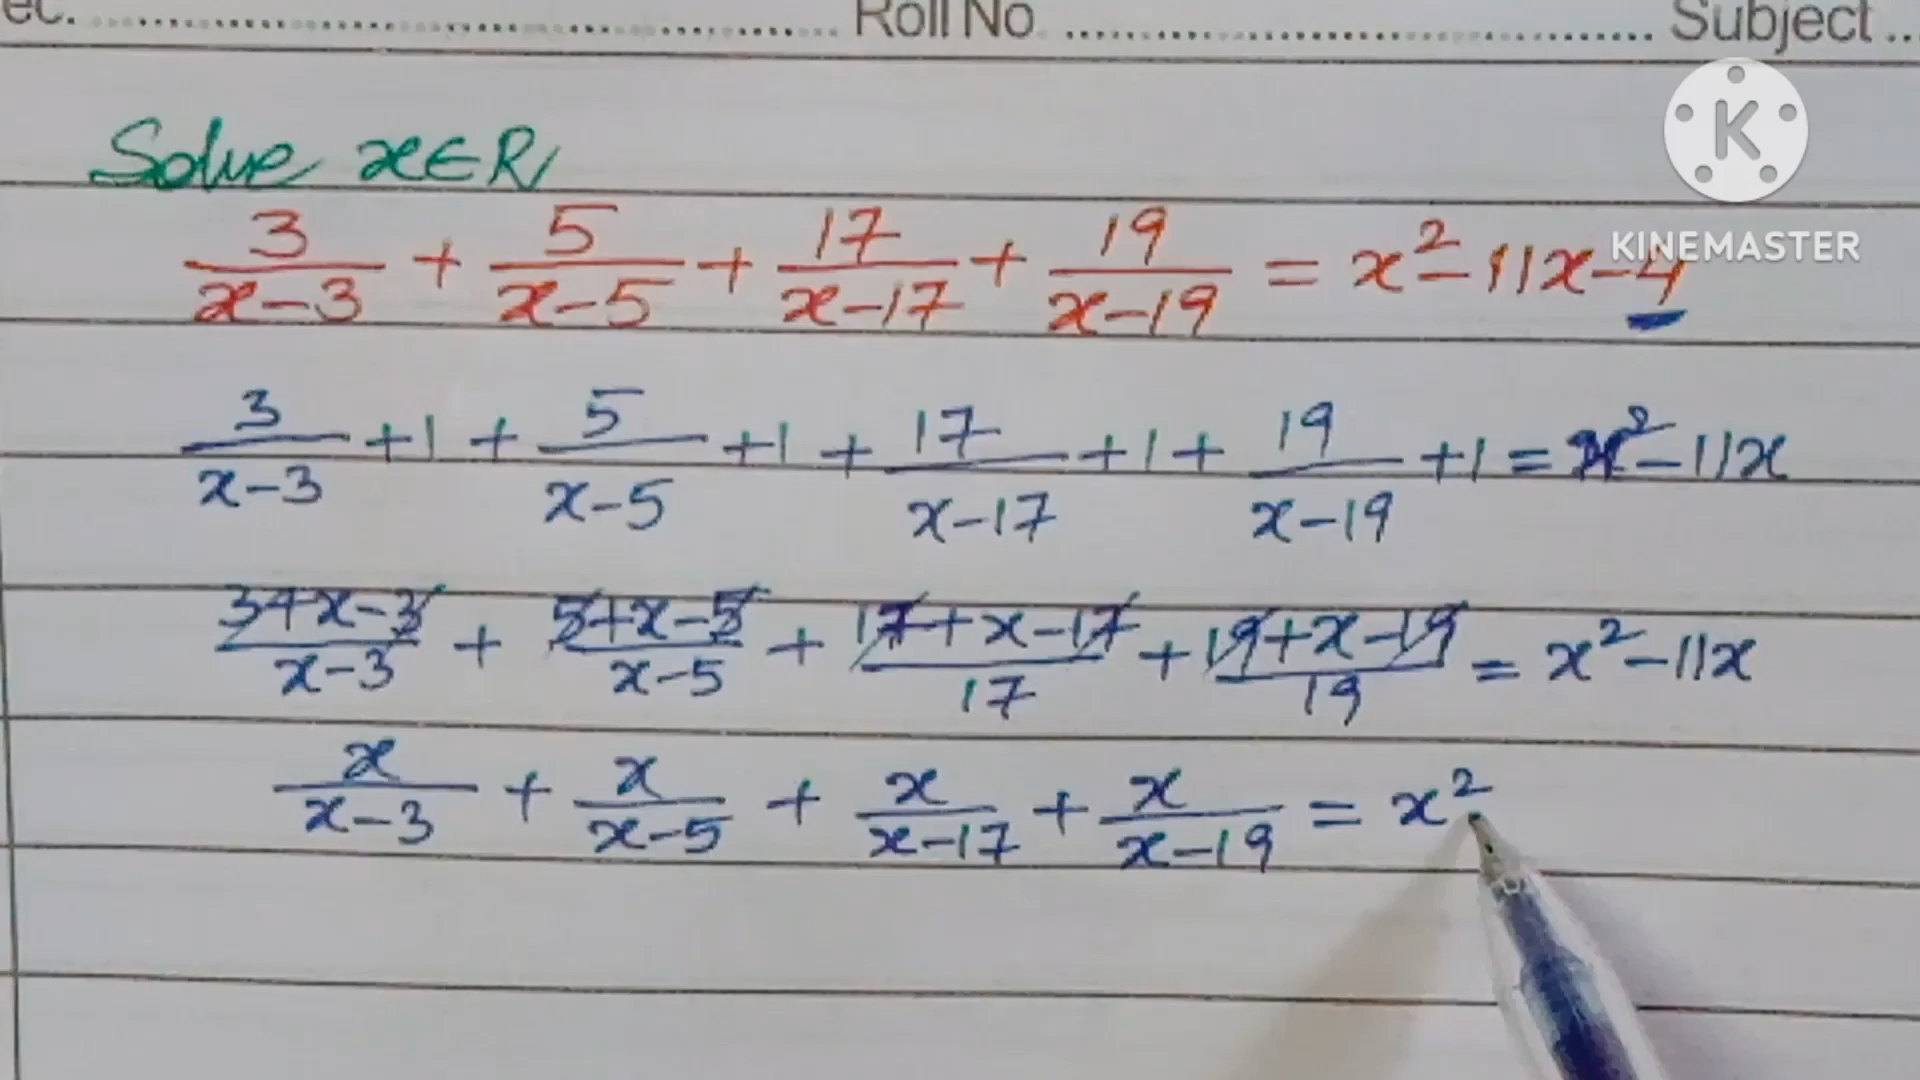 ec. ........ Roll No ........ Subject ...
KINEMASTER
Solve x∈R
3/(x-3) + 5/(x-5) + 17/(x-17) + 19/(x-19) = x² - 11x - 4
3/(x-3) +1 + 5/(x-5) +1 + 17/(x-17) +1 + 19/(x-19) +1 = x² - 11x
(3+x-3)/(x-3) + (5+x-5)/(x-5) + (17+x-17)/17 + (19+x-19)/19 = x² - 11x
x/(x-3) + x/(x-5) + x/(x-17) + x/(x-19) = x²